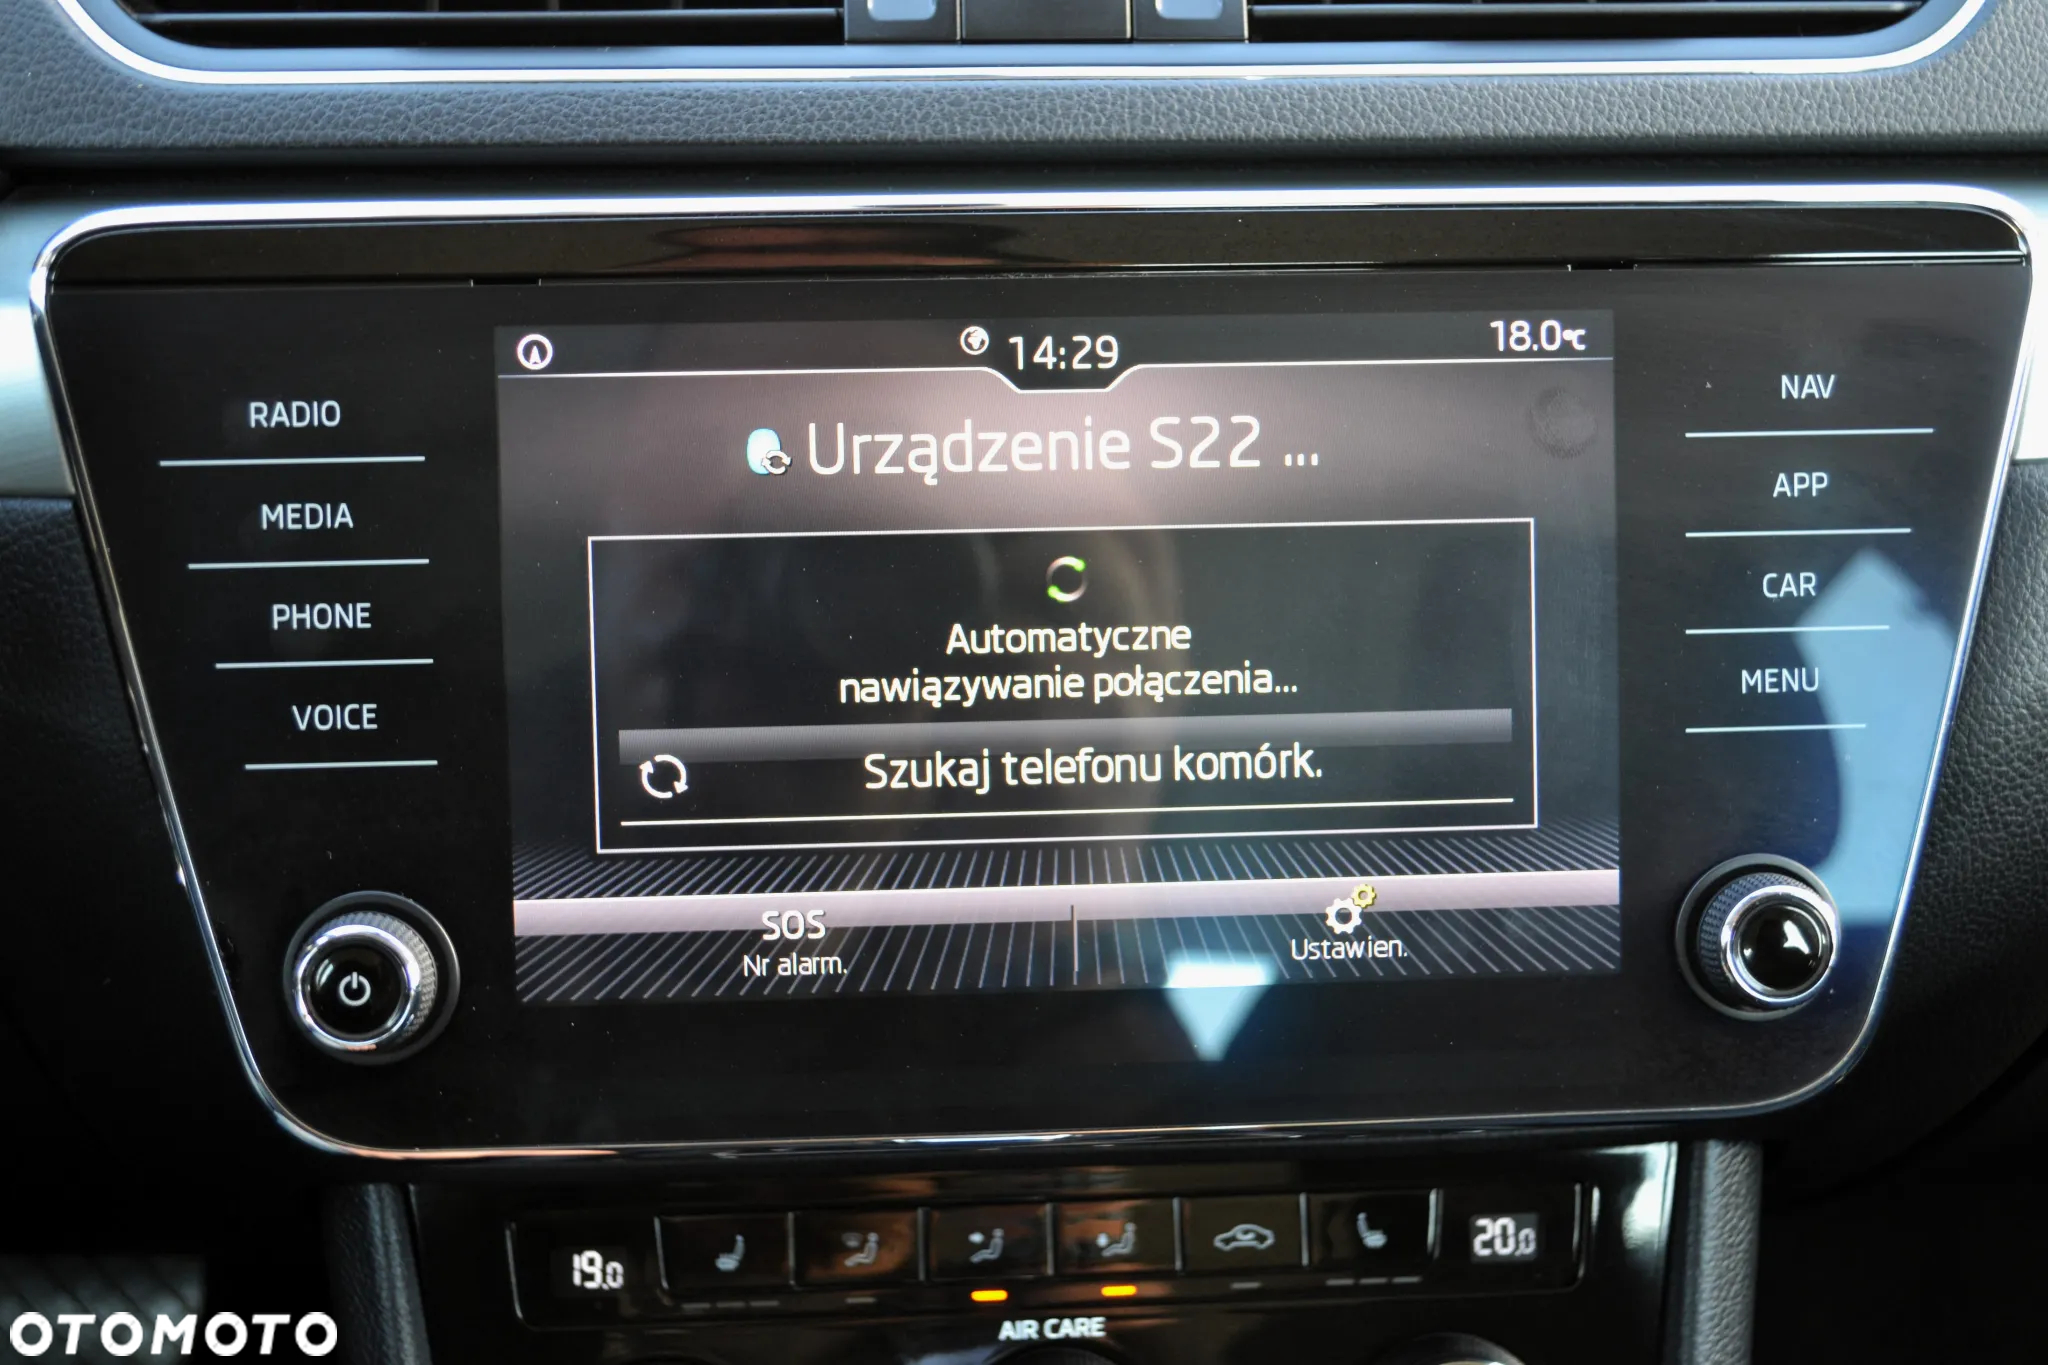 14:29
18.0°C
Urządzenie S22 ...
RADIO
MEDIA
PHONE
VOICE
Automatyczne
nawiązywanie połączenia...
Szukaj telefonu komórk.
SOS
Nr alarm.
Ustawien.
NAV
APP
CAR
MENU
19.0
20.0
AIR CARE
OTOMOTO